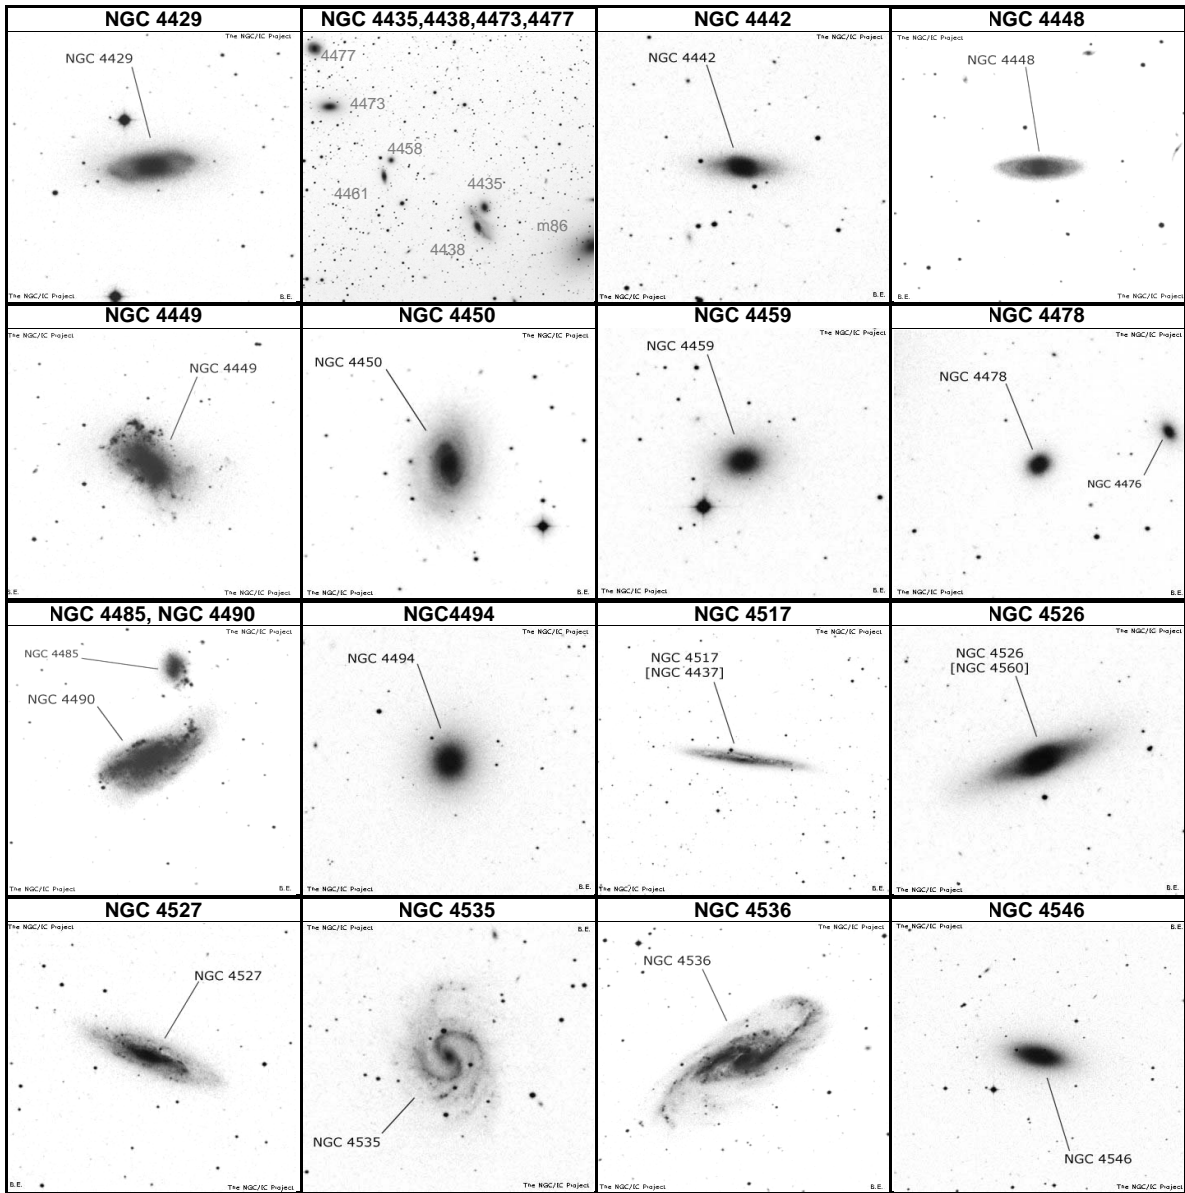 NGC 4429
The NGC/IC Project
NGC 4429
The NGC/IC Project
B.E.
NGC 4435,4438,4473,4477
4477
4473
4458
4461
4435
m86
4438
NGC 4442
The NGC/IC Project
NGC 4442
The NGC/IC Project
B.E.
NGC 4448
The NGC/IC Project
NGC 4448
B.E.
The NGC/IC Project
NGC 4449
The NGC/IC Project
NGC 4449
B.E.
The NGC/IC Project
NGC 4450
The NGC/IC Project
NGC 4450
The NGC/IC Project
B.E.
NGC 4459
The NGC/IC Project
NGC 4459
The NGC/IC Project
B.E.
NGC 4478
The NGC/IC Project
NGC 4478
NGC 4476
The NGC/IC Project
B.E.
NGC 4485, NGC 4490
The NGC/IC Project
NGC 4485
NGC 4490
The NGC/IC Project
B.E.
NGC4494
The NGC/IC Project
NGC 4494
The NGC/IC Project
B.E.
NGC 4517
The NGC/IC Project
NGC 4517
[NGC 4437]
The NGC/IC Project
B.E.
NGC 4526
The NGC/IC Project
NGC 4526
[NGC 4560]
The NGC/IC Project
B.E.
NGC 4527
The NGC/IC Project
NGC 4527
B.E.
The NGC/IC Project
NGC 4535
The NGC/IC Project
B.E.
NGC 4535
The NGC/IC Project
NGC 4536
The NGC/IC Project
NGC 4536
The NGC/IC Project
B.E.
NGC 4546
The NGC/IC Project
B.E.
NGC 4546
The NGC/IC Project